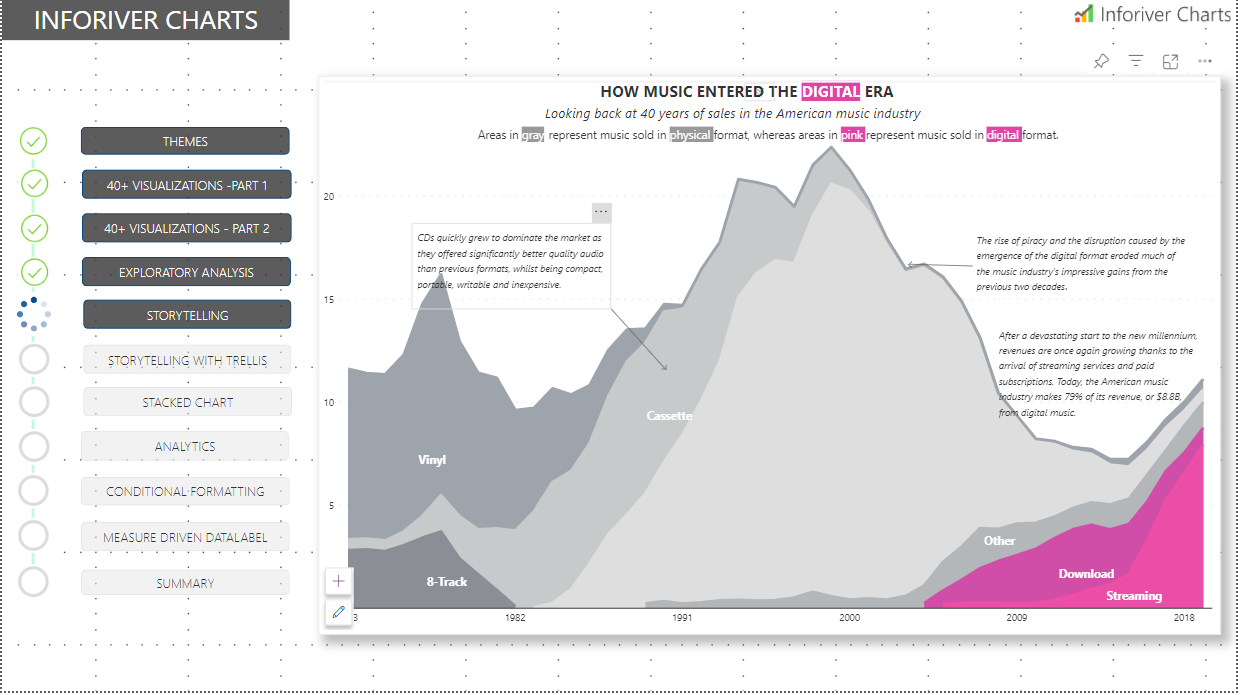 INFORIVER CHARTS
Inforiver Charts
THEMES
40+ VISUALIZATIONS -PART 1
40+ VISUALIZATIONS - PART 2
EXPLORATORY ANALYSIS
STORYTELLING
STORYTELLING WITH TRELLIS
STACKED CHART
ANALYTICS
CONDITIONAL FORMATTING
MEASURE DRIVEN DATALABEL
SUMMARY
HOW MUSIC ENTERED THE DIGITAL ERA
Looking back at 40 years of sales in the American music industry
Areas in gray represent music sold in physical format, whereas areas in pink represent music sold in digital format.
20
15
10
5
CDs quickly grew to dominate the market as
they offered significantly better quality audio
than previous formats, whilst being compact,
portable, writable and inexpensive.
The rise of piracy and the disruption caused by the
emergence of the digital format eroded much of
the music industry's impressive gains from the
previous two decades.
After a devastating start to the new millennium,
revenues are once again growing thanks to the
arrival of streaming services and paid
subscriptions. Today, the American music
industry makes 79% of its revenue, or $8.8B,
from digital music.
Cassette
Vinyl
8-Track
Other
Download
Streaming
3
1982
1991
2000
2009
2018